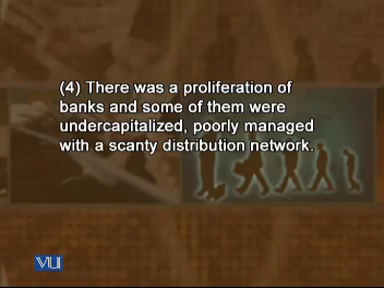 (4) There was a proliferation of
banks and some of them were
undercapitalized, poorly managed
with a scanty distribution network.
VU